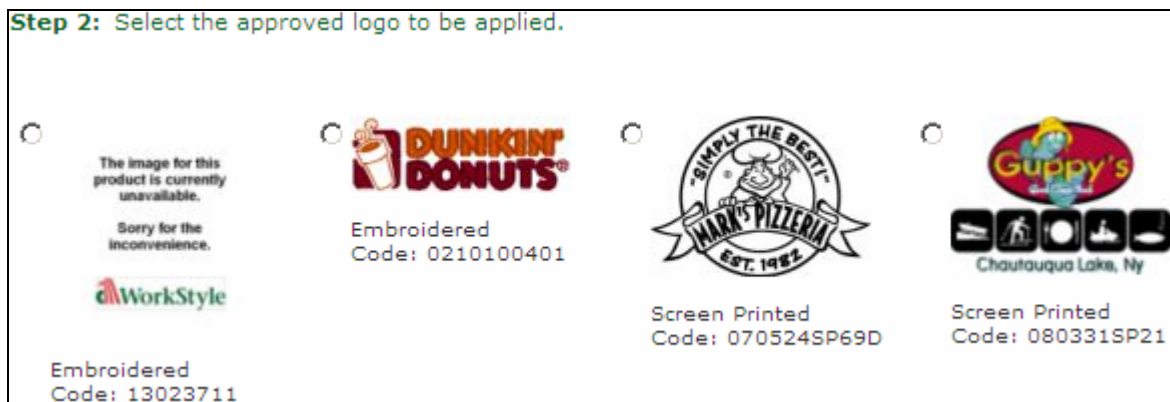 Step 2: Select the approved logo to be applied.
The image for this
product is currently
unavailable.
Sorry for the
inconvenience.
WorkStyle
Embroidered
Code: 13023711
DUNKIN'
DONUTS®
Embroidered
Code: 0210100401
"SIMPLY THE BEST!"
®
MARK'S PIZZERIA
EST. 1982
Screen Printed
Code: 070524SP69D
Guppy's
Chautauqua Lake, Ny
Screen Printed
Code: 080331SP21